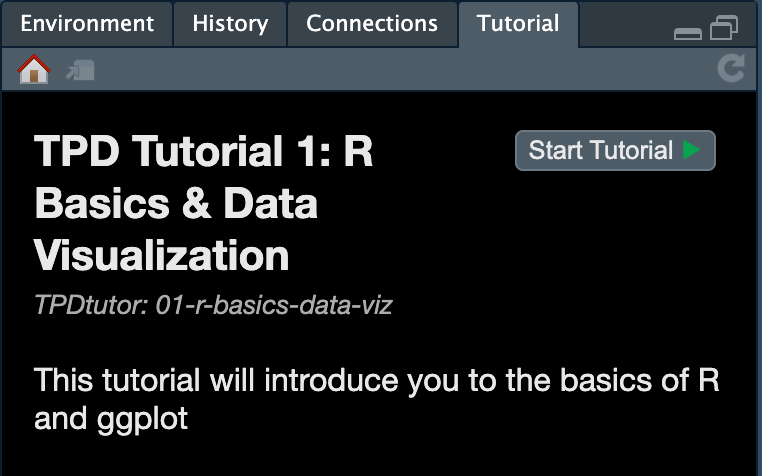 Environment History Connections Tutorial
TPD Tutorial 1: R
Start Tutorial
Basics & Data
Visualization
TPDtutor: 01-r-basics-data-viz
This tutorial will introduce you to the basics of R
and ggplot